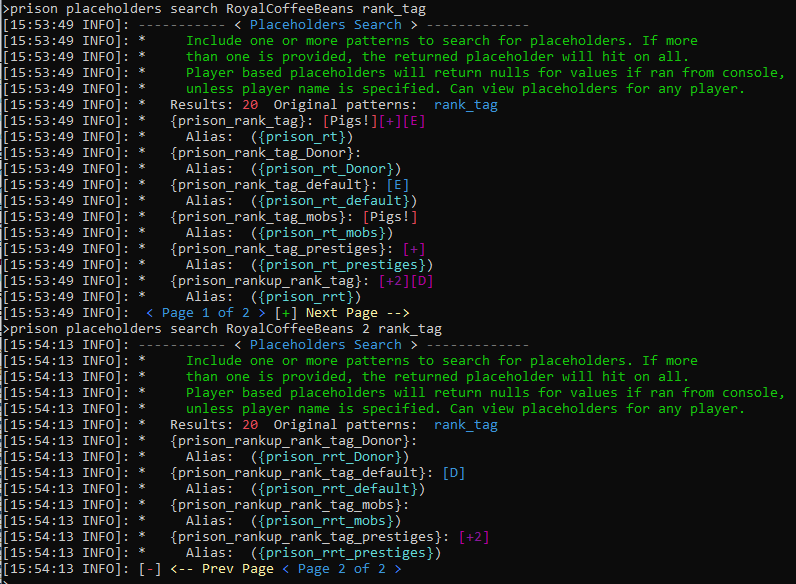 >prison placeholders search RoyalCoffeeBeans rank_tag
[15:53:49 INFO]: ----------- < Placeholders Search > -------------
[15:53:49 INFO]: *     Include one or more patterns to search for placeholders. If more
[15:53:49 INFO]: *     than one is provided, the returned placeholder will hit on all.
[15:53:49 INFO]: *     Player based placeholders will return nulls for values if ran from console,
[15:53:49 INFO]: *     unless player name is specified. Can view placeholders for any player.
[15:53:49 INFO]: *   Results: 20  Original patterns:  rank_tag
[15:53:49 INFO]: *   {prison_rank_tag}: [Pigs!][+][E]
[15:53:49 INFO]: *     Alias:  ({prison_rt})
[15:53:49 INFO]: *   {prison_rank_tag_Donor}:
[15:53:49 INFO]: *     Alias:  ({prison_rt_Donor})
[15:53:49 INFO]: *   {prison_rank_tag_default}: [E]
[15:53:49 INFO]: *     Alias:  ({prison_rt_default})
[15:53:49 INFO]: *   {prison_rank_tag_mobs}: [Pigs!]
[15:53:49 INFO]: *     Alias:  ({prison_rt_mobs})
[15:53:49 INFO]: *   {prison_rank_tag_prestiges}: [+]
[15:53:49 INFO]: *     Alias:  ({prison_rt_prestiges})
[15:53:49 INFO]: *   {prison_rankup_rank_tag}: [+2][D]
[15:53:49 INFO]: *     Alias:  ({prison_rrt})
[15:53:49 INFO]:  < Page 1 of 2 > [+] Next Page -->
>prison placeholders search RoyalCoffeeBeans 2 rank_tag
[15:54:13 INFO]: ----------- < Placeholders Search > -------------
[15:54:13 INFO]: *     Include one or more patterns to search for placeholders. If more
[15:54:13 INFO]: *     than one is provided, the returned placeholder will hit on all.
[15:54:13 INFO]: *     Player based placeholders will return nulls for values if ran from console,
[15:54:13 INFO]: *     unless player name is specified. Can view placeholders for any player.
[15:54:13 INFO]: *   Results: 20  Original patterns:  rank_tag
[15:54:13 INFO]: *   {prison_rankup_rank_tag_Donor}:
[15:54:13 INFO]: *     Alias:  ({prison_rrt_Donor})
[15:54:13 INFO]: *   {prison_rankup_rank_tag_default}: [D]
[15:54:13 INFO]: *     Alias:  ({prison_rrt_default})
[15:54:13 INFO]: *   {prison_rankup_rank_tag_mobs}:
[15:54:13 INFO]: *     Alias:  ({prison_rrt_mobs})
[15:54:13 INFO]: *   {prison_rankup_rank_tag_prestiges}: [+2]
[15:54:13 INFO]: *     Alias:  ({prison_rrt_prestiges})
[15:54:13 INFO]: [-] <-- Prev Page < Page 2 of 2 >